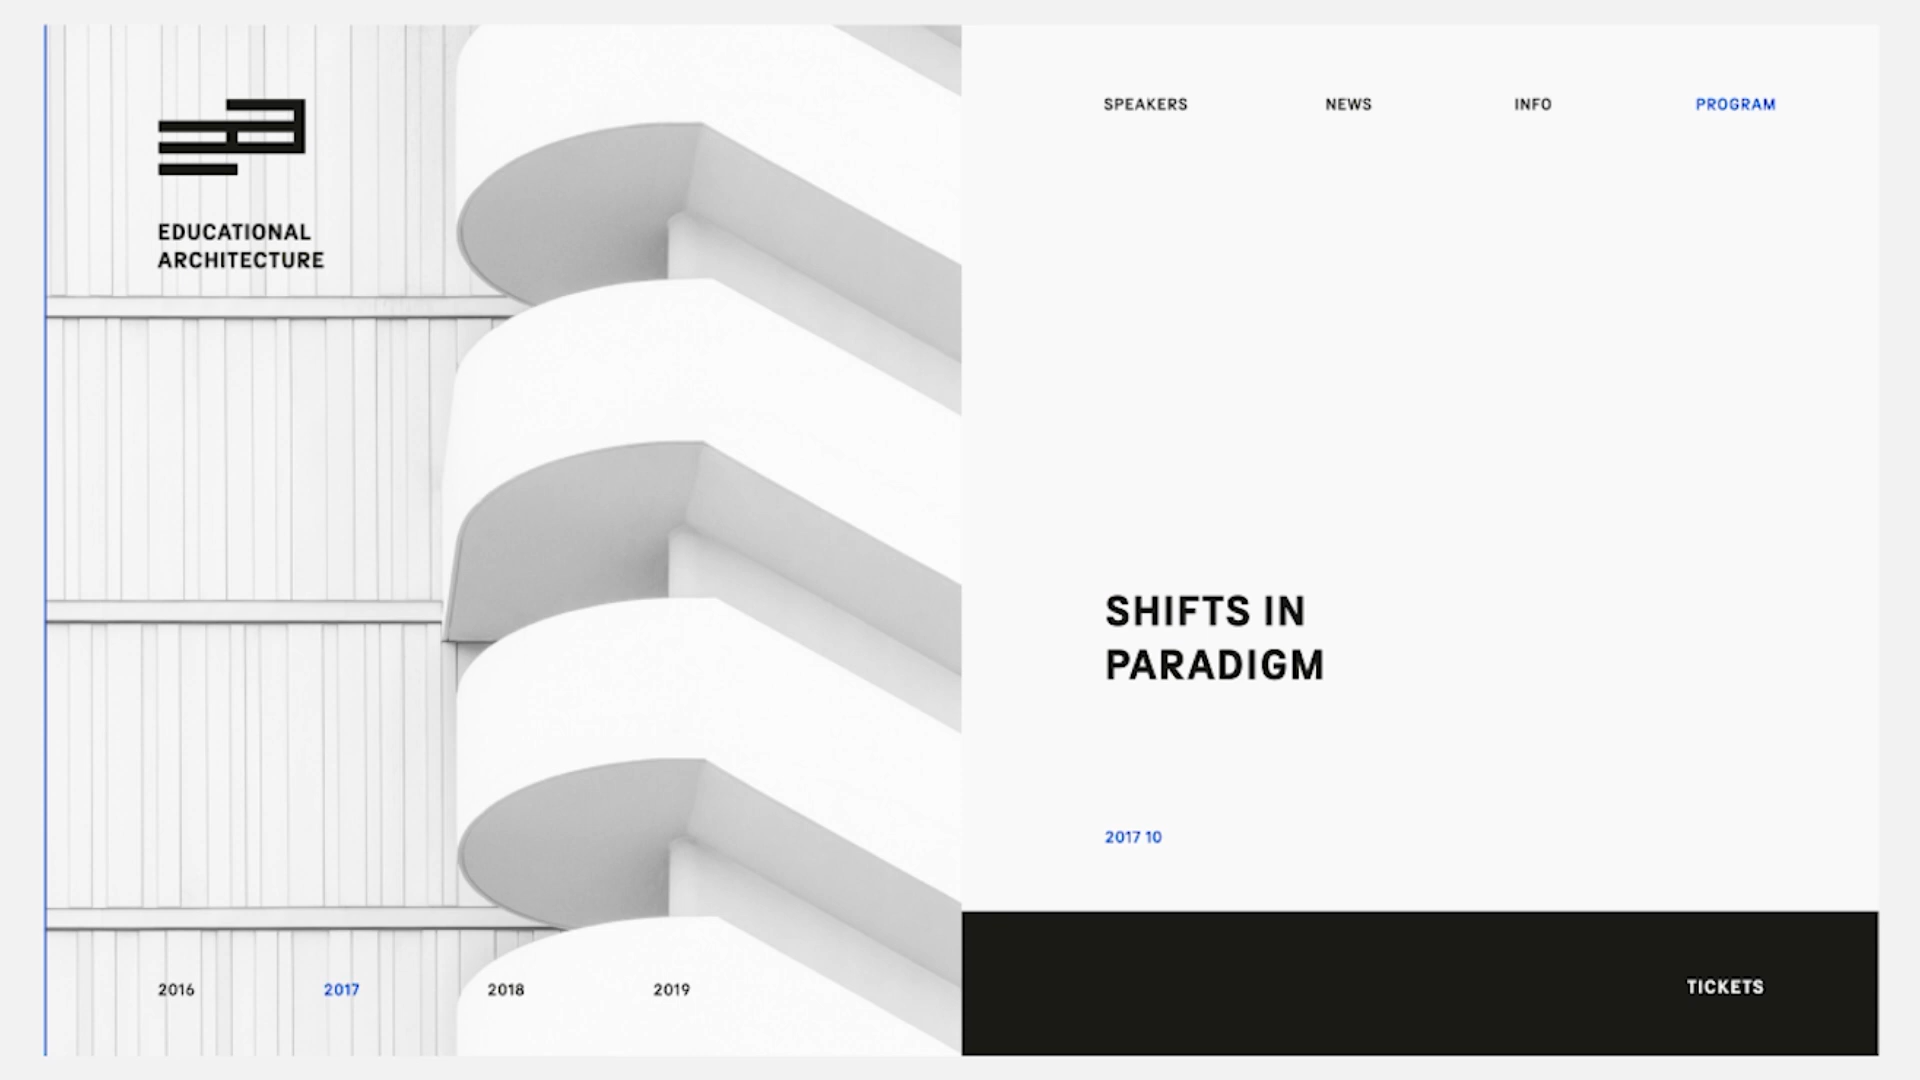 EDUCATIONAL
ARCHITECTURE
2016 2017 2018 2019
SPEAKERS NEWS INFO PROGRAM
SHIFTS IN
PARADIGM
2017 10
TICKETS